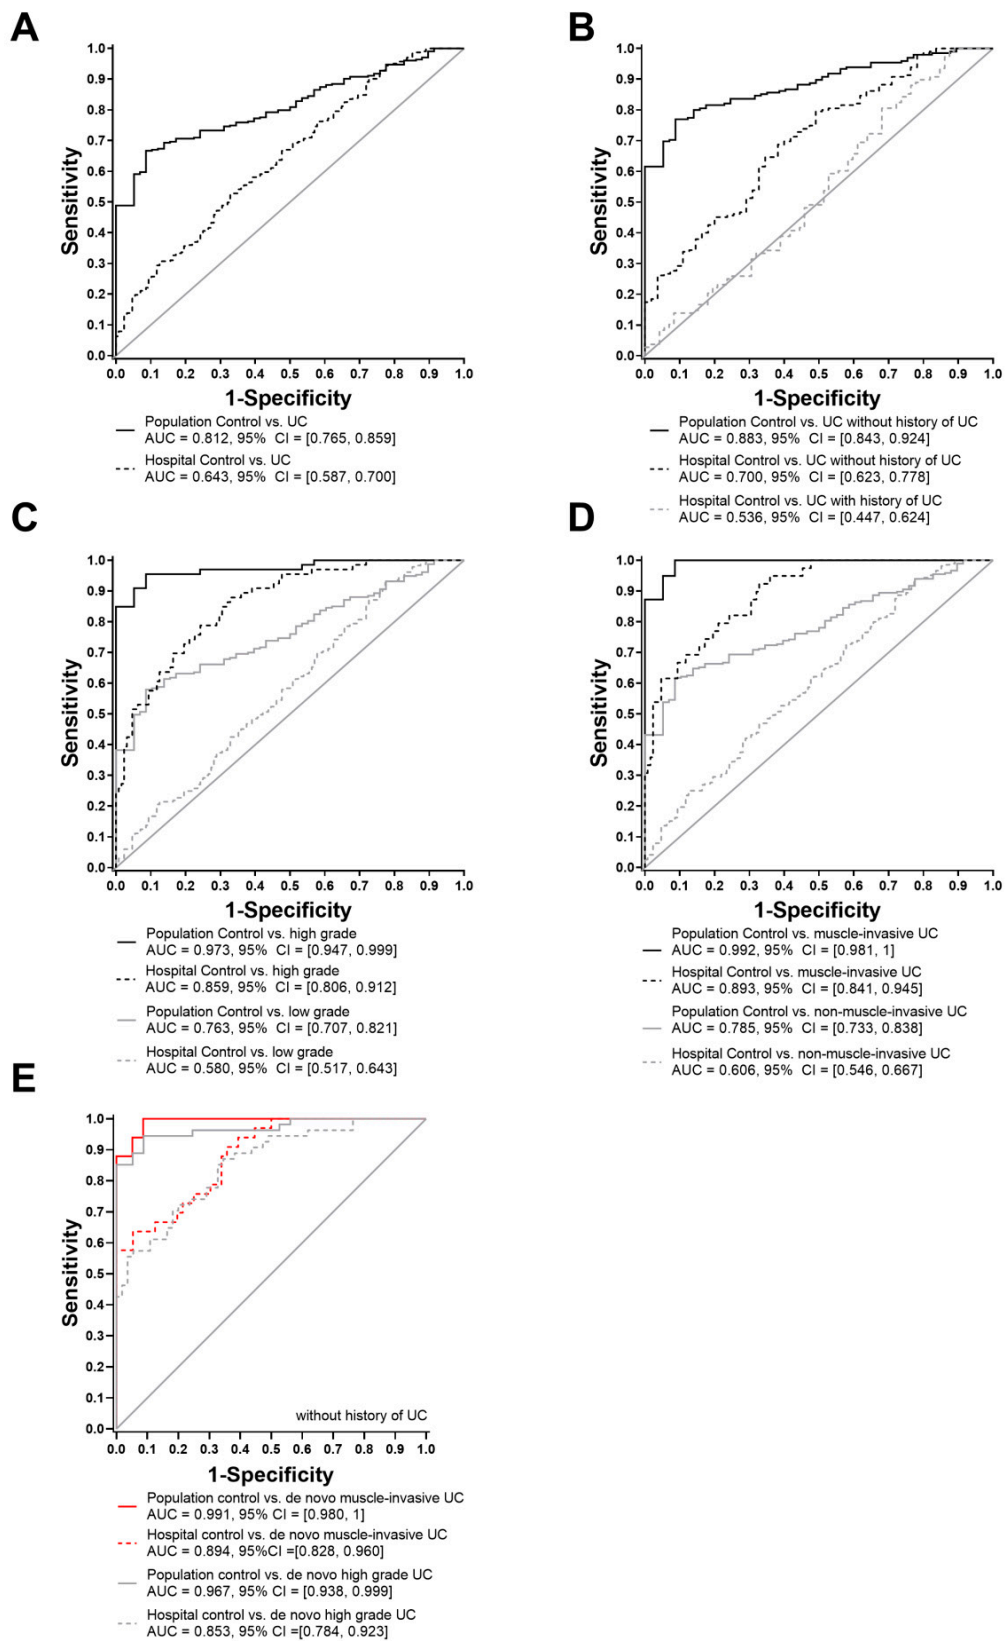 A
Sensitivity
1.0
0.9
0.8
0.7
0.6
0.5
0.4
0.3
0.2
0.1
0.0
0.0 0.1 0.2 0.3 0.4 0.5 0.6 0.7 0.8 0.9 1.0
1-Specificity
Population Control vs. UC
AUC = 0.812, 95% CI = [0.765, 0.859]
Hospital Control vs. UC
AUC = 0.643, 95% CI = [0.587, 0.700]
B
Sensitivity
1.0
0.9
0.8
0.7
0.6
0.5
0.4
0.3
0.2
0.1
0.0
0.0 0.1 0.2 0.3 0.4 0.5 0.6 0.7 0.8 0.9 1.0
1-Specificity
Population Control vs. UC without history of UC
AUC = 0.883, 95% CI = [0.843, 0.924]
Hospital Control vs. UC without history of UC
AUC = 0.700, 95% CI = [0.623, 0.778]
Hospital Control vs. UC with history of UC
AUC = 0.536, 95% CI = [0.447, 0.624]
C
Sensitivity
1.0
0.9
0.8
0.7
0.6
0.5
0.4
0.3
0.2
0.1
0.0
0.0 0.1 0.2 0.3 0.4 0.5 0.6 0.7 0.8 0.9 1.0
1-Specificity
Population Control vs. high grade
AUC = 0.973, 95% CI = [0.947, 0.999]
Hospital Control vs. high grade
AUC = 0.859, 95% CI = [0.806, 0.912]
Population Control vs. low grade
AUC = 0.763, 95% CI = [0.707, 0.821]
Hospital Control vs. low grade
AUC = 0.580, 95% CI = [0.517, 0.643]
D
Sensitivity
1.0
0.9
0.8
0.7
0.6
0.5
0.4
0.3
0.2
0.1
0.0
0.0 0.1 0.2 0.3 0.4 0.5 0.6 0.7 0.8 0.9 1.0
1-Specificity
Population Control vs. muscle-invasive UC
AUC = 0.992, 95% CI = [0.981, 1]
Hospital Control vs. muscle-invasive UC
AUC = 0.893, 95% CI = [0.841, 0.945]
Population Control vs. non-muscle-invasive UC
AUC = 0.785, 95% CI = [0.733, 0.838]
Hospital Control vs. non-muscle-invasive UC
AUC = 0.606, 95% CI = [0.546, 0.667]
E
Sensitivity
1.0
0.9
0.8
0.7
0.6
0.5
0.4
0.3
0.2
0.1
0.0
without history of UC
0.0 0.1 0.2 0.3 0.4 0.5 0.6 0.7 0.8 0.9 1.0
1-Specificity
Population control vs. de novo muscle-invasive UC
AUC = 0.991, 95% CI = [0.980, 1]
Hospital control vs. de novo muscle-invasive UC
AUC = 0.894, 95%CI =[0.828, 0.960]
Population control vs. de novo high grade UC
AUC = 0.967, 95% CI = [0.938, 0.999]
Hospital control vs. de novo high grade UC
AUC = 0.853, 95% CI =[0.784, 0.923]